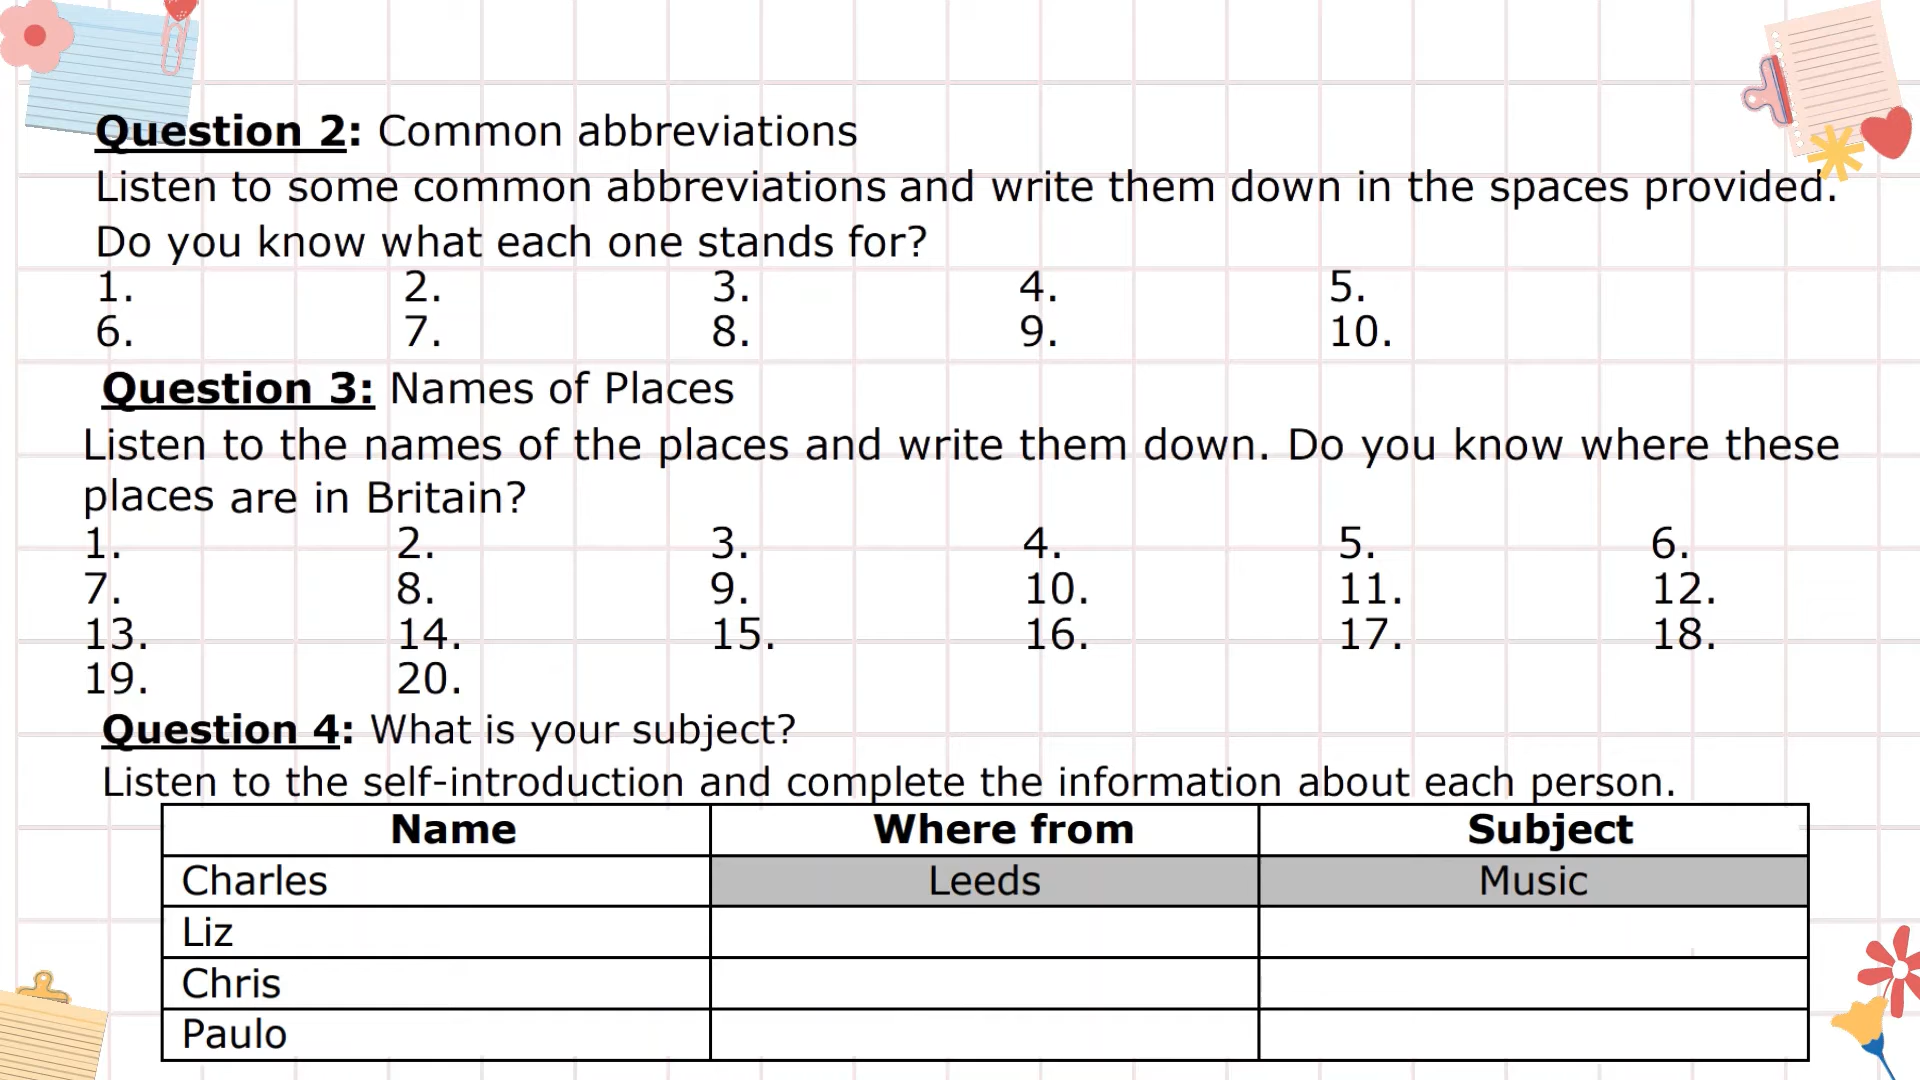 Question 2: Common abbreviations
Listen to some common abbreviations and write them down in the spaces provided.
Do you know what each one stands for?
1. 2. 3. 4. 5.
6. 7. 8. 9. 10.
Question 3: Names of Places
Listen to the names of the places and write them down. Do you know where these
places are in Britain?
1. 2. 3. 4. 5. 6.
7. 8. 9. 10. 11. 12.
13. 14. 15. 16. 17. 18.
19. 20.
Question 4: What is your subject?
Listen to the self-introduction and complete the information about each person.
Name Where from Subject
Charles Leeds Music
Liz
Chris
Paulo